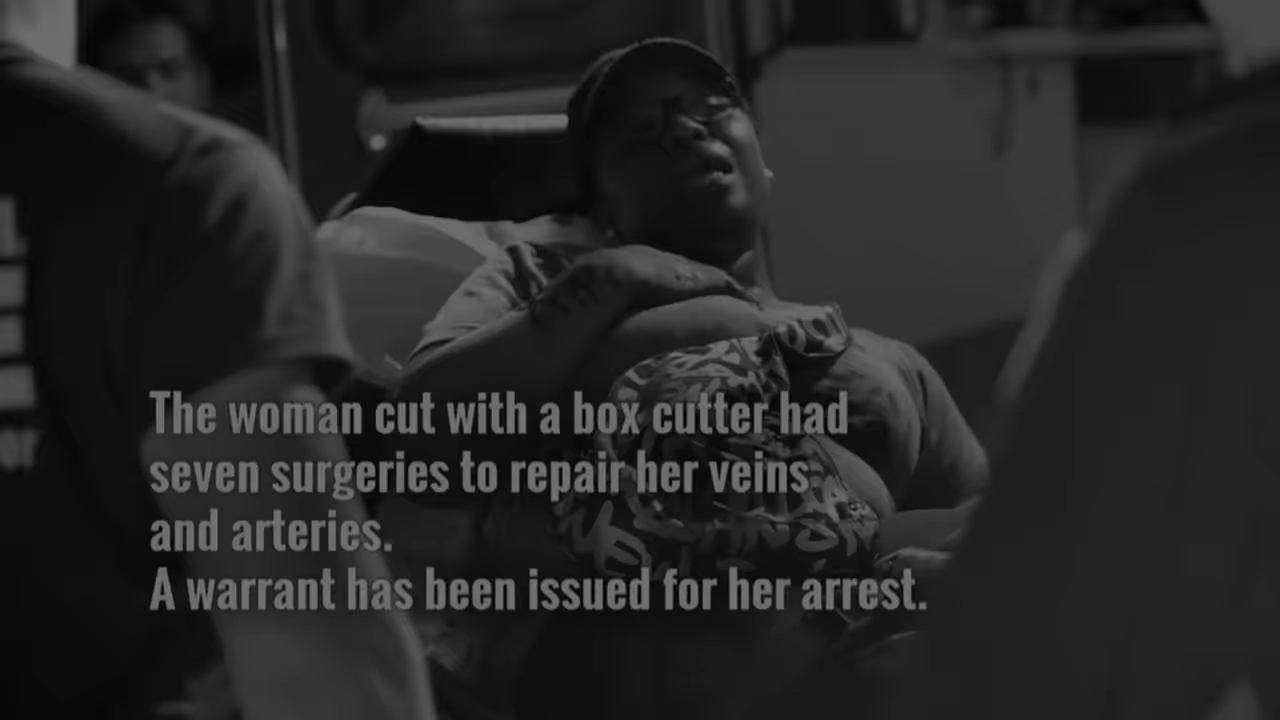 The woman cut with a box cutter had
seven surgeries to repair her veins
and arteries.
A warrant has been issued for her arrest.